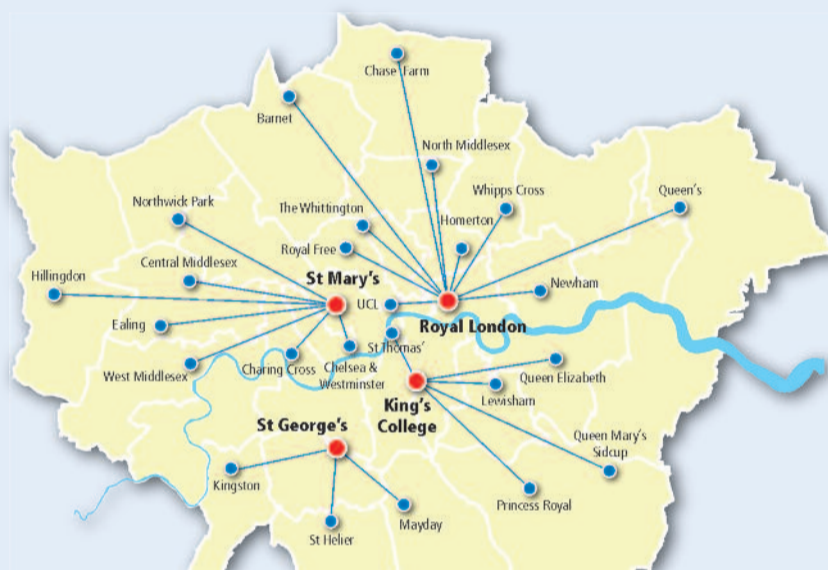 Chase Farm
Barnet
North Middlesex
Whipps Cross
Queen's
Northwick Park
The Whittington
Homerton
Royal Free
Central Middlesex
St Mary's
Hillingdon
UCL
Newham
Ealing
Royal London
St Thomas'
West Middlesex
Charing Cross
Chelsea &
Westminster
Queen Elizabeth
Lewisham
King's
College
St George's
Queen Mary's
Sidcup
Kingston
Princess Royal
Mayday
St Helier